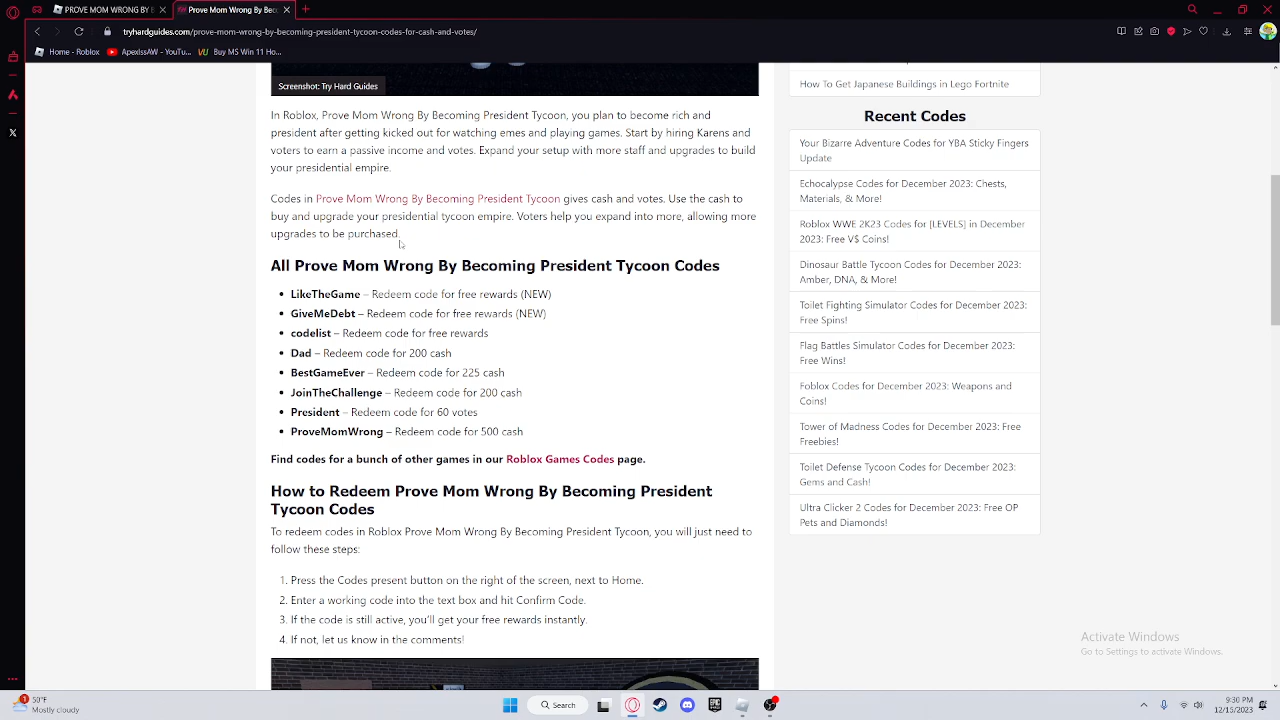 PROVE MOM WRONG BY B
Prove Mom Wrong By Bec
tryhardguides.com/prove-mom-wrong-by-becoming-president-tycoon-codes-for-cash-and-votes/
Home - Roblox
ApexissAW - YouTu...
VU
Buy MS Win 11 Ho...
Screenshot: Try Hard Guides
In Roblox, Prove Mom Wrong By Becoming President Tycoon, you plan to become rich and
president after getting kicked out for watching emes and playing games. Start by hiring Karens and
voters to earn a passive income and votes. Expand your setup with more staff and upgrades to build
your presidential empire.
Codes in Prove Mom Wrong By Becoming President Tycoon gives cash and votes. Use the cash to
buy and upgrade your presidential tycoon empire. Voters help you expand into more, allowing more
upgrades to be purchased.
All Prove Mom Wrong By Becoming President Tycoon Codes
• LikeTheGame – Redeem code for free rewards (NEW)
• GiveMeDebt – Redeem code for free rewards (NEW)
• codelist – Redeem code for free rewards
• Dad – Redeem code for 200 cash
• BestGameEver – Redeem code for 225 cash
• JoinTheChallenge – Redeem code for 200 cash
• President – Redeem code for 60 votes
• ProveMomWrong – Redeem code for 500 cash
Find codes for a bunch of other games in our Roblox Games Codes page.
How to Redeem Prove Mom Wrong By Becoming President
Tycoon Codes
To redeem codes in Roblox Prove Mom Wrong By Becoming President Tycoon, you will just need to
follow these steps:
1. Press the Codes present button on the right of the screen, next to Home.
2. Enter a working code into the text box and hit Confirm Code.
3. If the code is still active, you'll get your free rewards instantly.
4. If not, let us know in the comments!
How To Get Japanese Buildings in Lego Fortnite
Recent Codes
Your Bizarre Adventure Codes for YBA Sticky Fingers
Update
Echocalypse Codes for December 2023: Chests,
Materials, & More!
Roblox WWE 2K23 Codes for [LEVELS] in December
2023: Free V$ Coins!
Dinosaur Battle Tycoon Codes for December 2023:
Amber, DNA, & More!
Toilet Fighting Simulator Codes for December 2023:
Free Spins!
Flag Battles Simulator Codes for December 2023:
Free Wins!
Foblox Codes for December 2023: Weapons and
Coins!
Tower of Madness Codes for December 2023: Free
Freebies!
Toilet Defense Tycoon Codes for December 2023:
Gems and Cash!
Ultra Clicker 2 Codes for December 2023: Free OP
Pets and Diamonds!
Activate Windows
Go to Settings to activate Windows.
1
50°F
Mostly cloudy
Search
EPIC
1:30 PM
12/15/2023